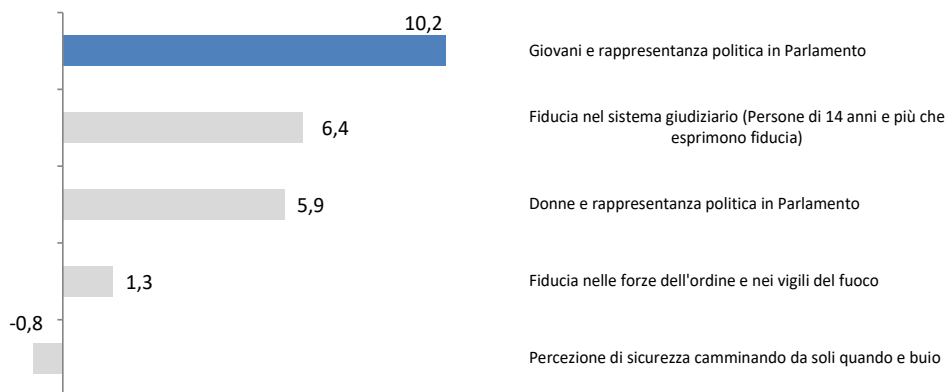 10,2
Giovani e rappresentanza politica in Parlamento
6,4
Fiducia nel sistema giudiziario (Persone di 14 anni e più che
esprimono fiducia)
5,9
Donne e rappresentanza politica in Parlamento
1,3
Fiducia nelle forze dell'ordine e nei vigili del fuoco
-0,8
Percezione di sicurezza camminando da soli quando e buio